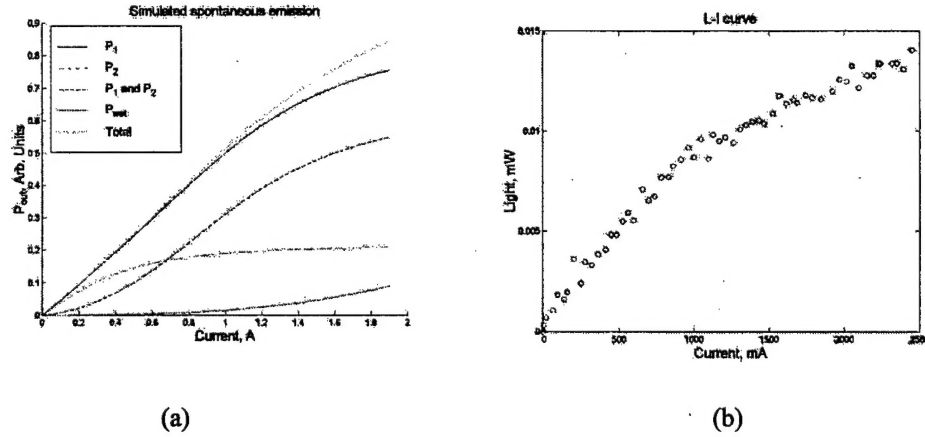 Simulated spontaneous emission
0.9
0.8
0.7
0.6
0.5
0.4
0.3
0.2
0.1
0
P1
P2
P1 and P2
Pwet
Total
Pout, Arb. Units
0 0.2 0.4 0.6 0.8 1 1.2 1.4 1.6 1.8 2
Current, A
(a)
L-I curve
0.015
0.01
0.005
0
Light, mW
0 500 1000 1500 2000 250
Current, mA
(b)